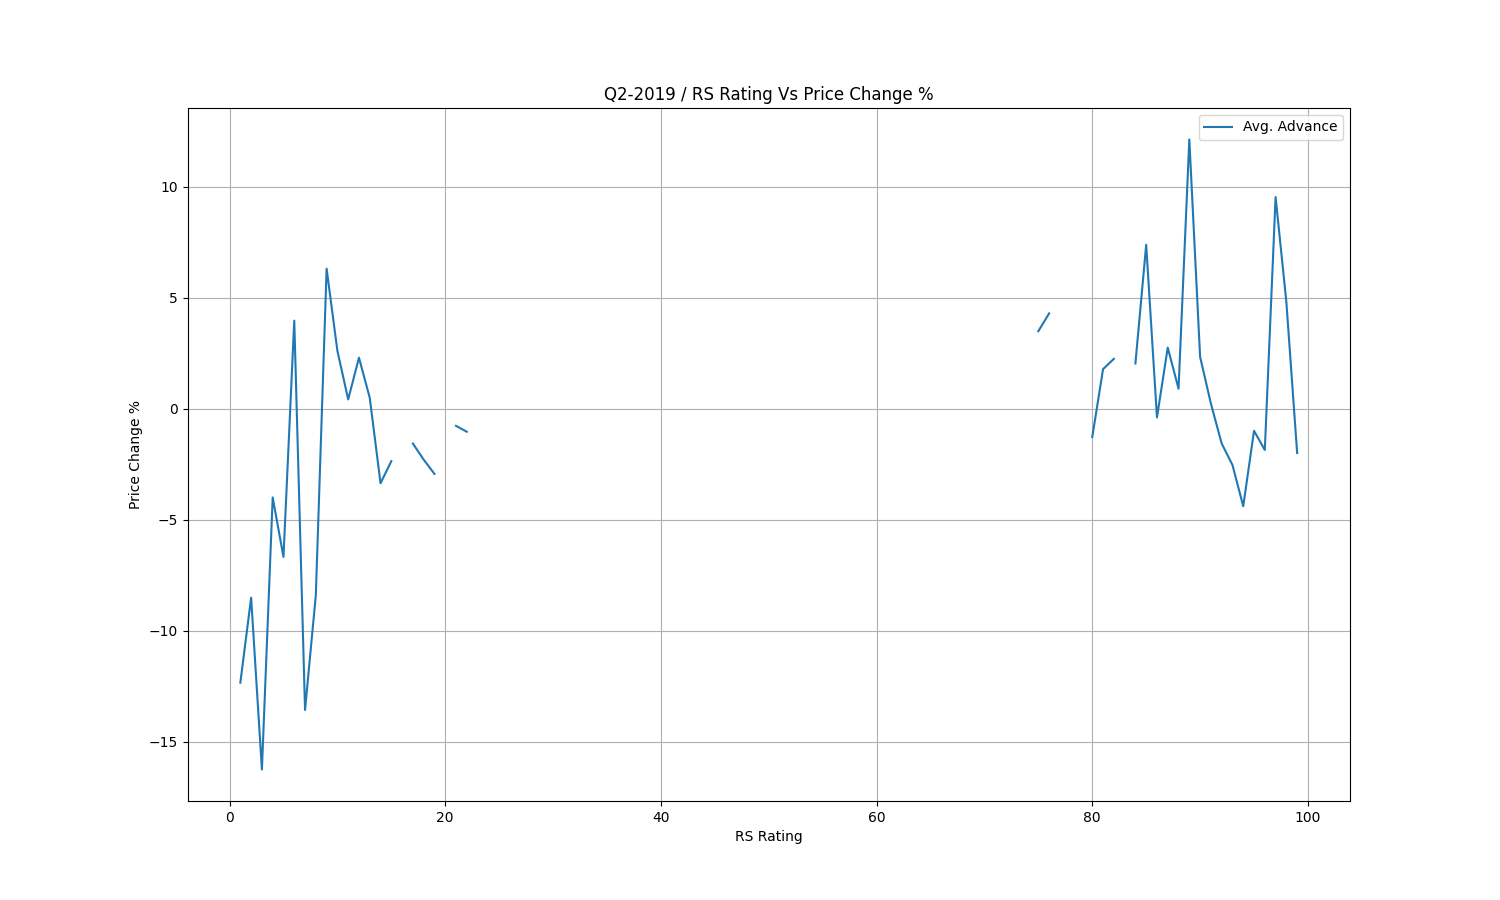 Q2-2019 / RS Rating Vs Price Change %
Avg. Advance
10
5
0
−5
−10
−15
Price Change %
0 20 40 60 80 100
RS Rating